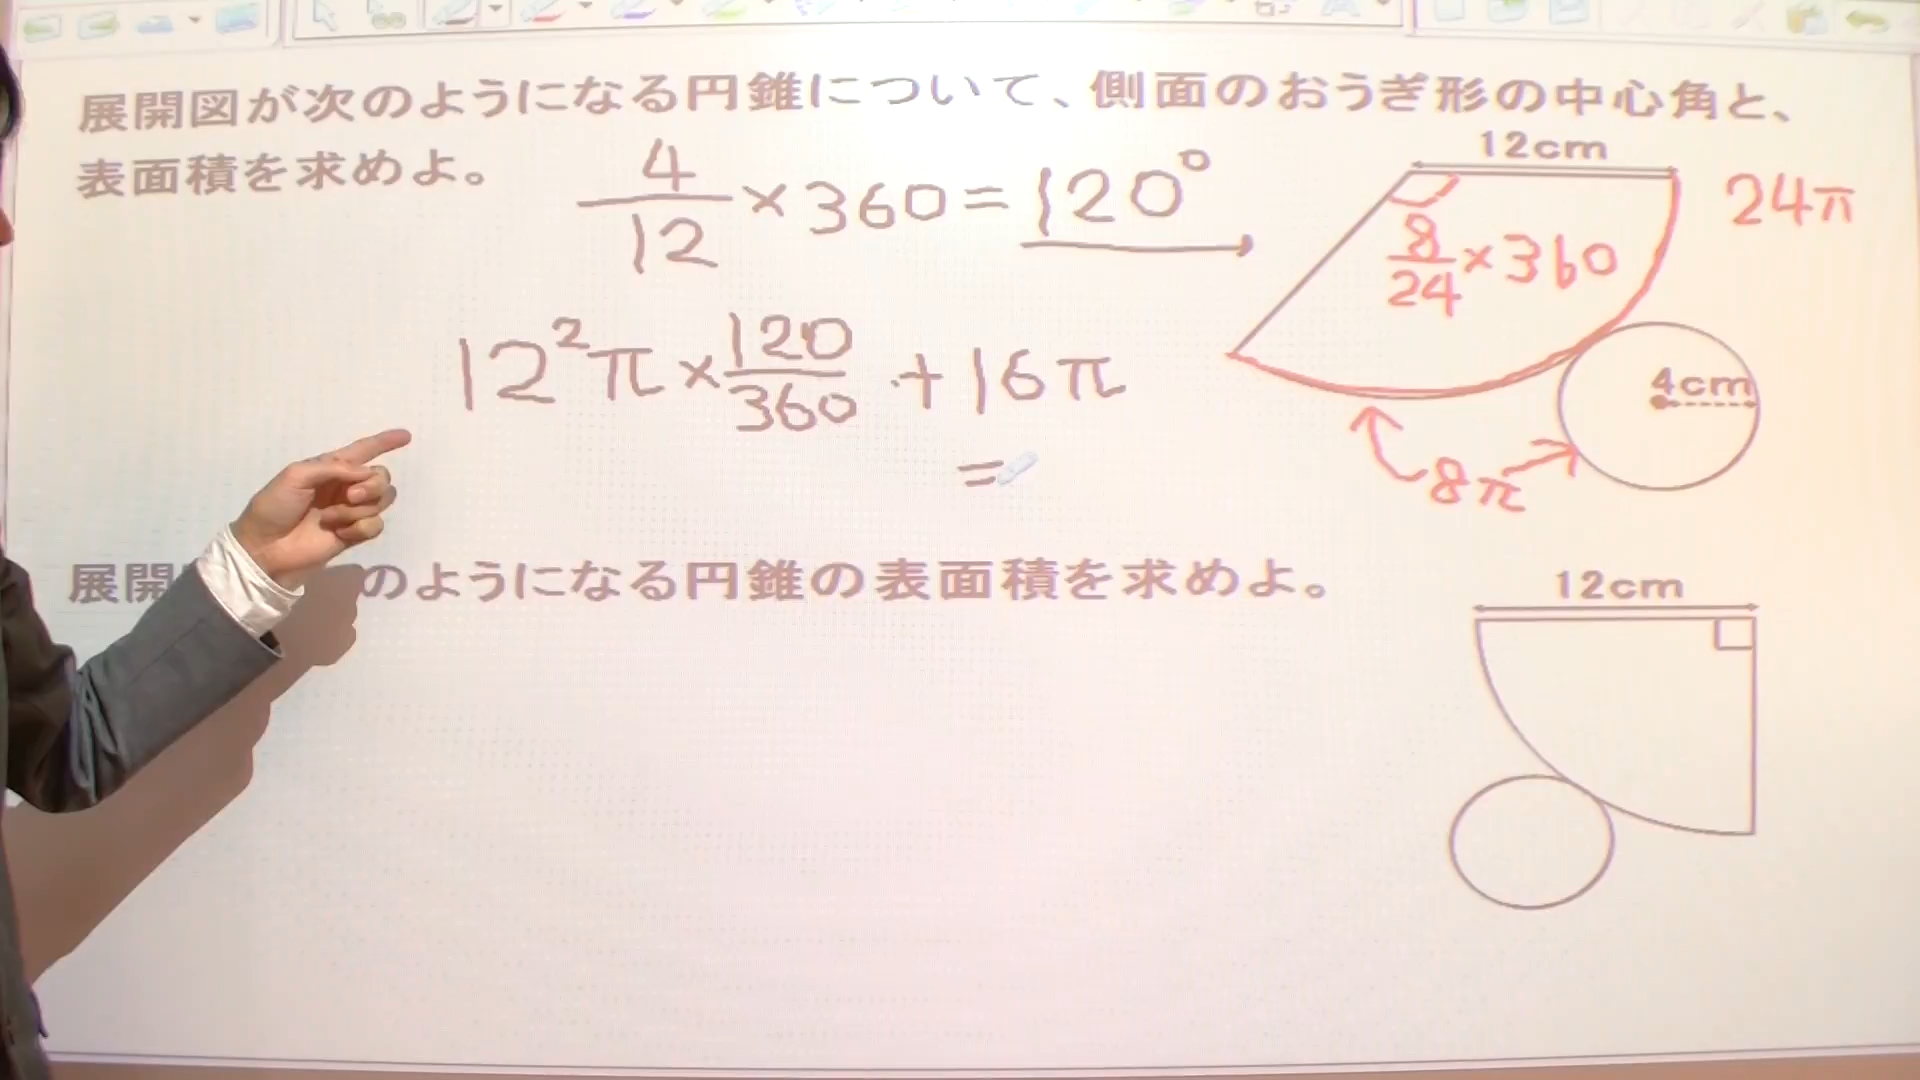 展開図が次のようになる円錐について、側面のおうぎ形の中心角と、
表面積を求めよ。
4/12 × 360 = 120°
12cm
24π
8/24 × 360
12²π × 120/360 + 16π
=
4cm
8π
展開 のようになる円錐の表面積を求めよ。
12cm